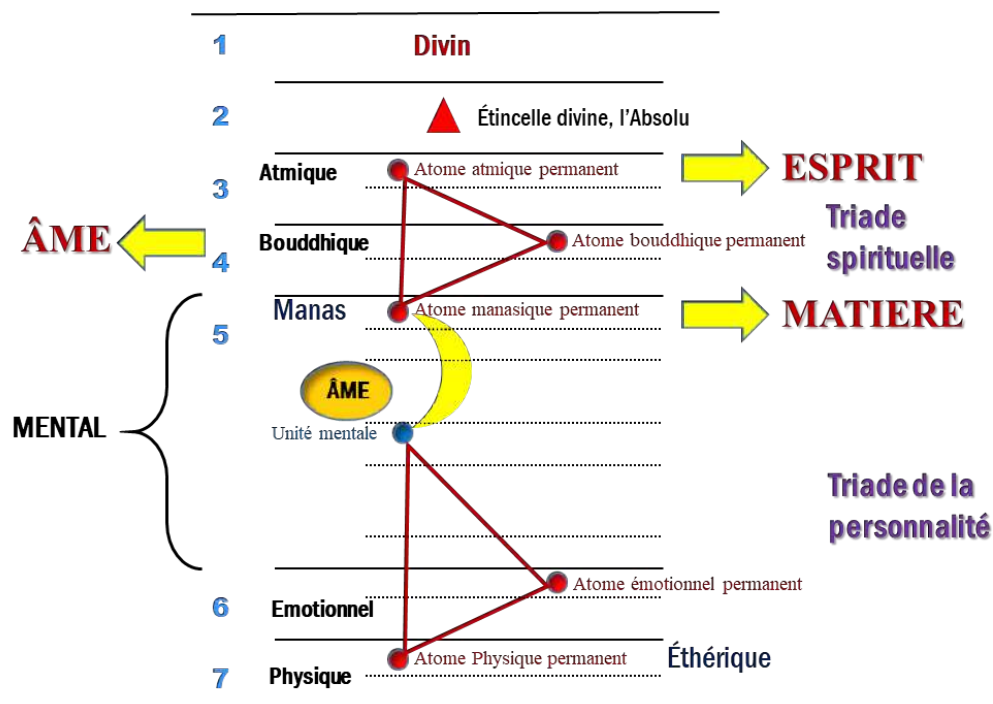 1
Divin
2
Étincelle divine, l'Absolu
Atmique
Atome atmique permanent
ESPRIT
3
Triade
spirituelle
ÂME
Bouddhique
Atome bouddhique permanent
4
Manas
Atome manasique permanent
MATIERE
5
ÂME
MENTAL
Unité mentale
Triade de la
personnalité
Atome émotionnel permanent
6
Emotionnel
Atome Physique permanent
Éthérique
7
Physique